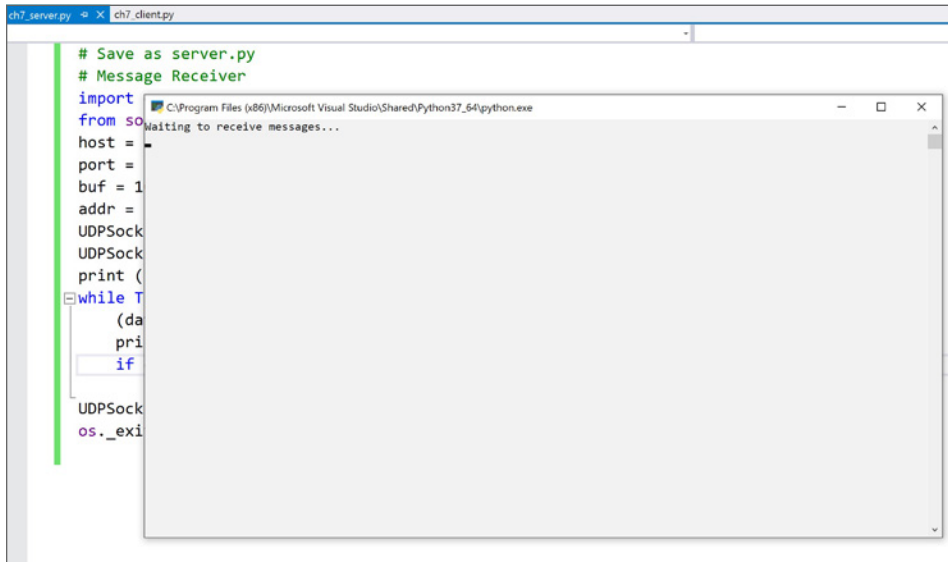 ch7_server.py ch7_client.py
# Save as server.py
# Message Receiver
import
from so
host =
port =
buf = 1
addr =
UDPSock
UDPSock
print (
while T
(da
pri
if
UDPSock
os._exi
C:\Program Files (x86)\Microsoft Visual Studio\Shared\Python37_64\python.exe
Waiting to receive messages...